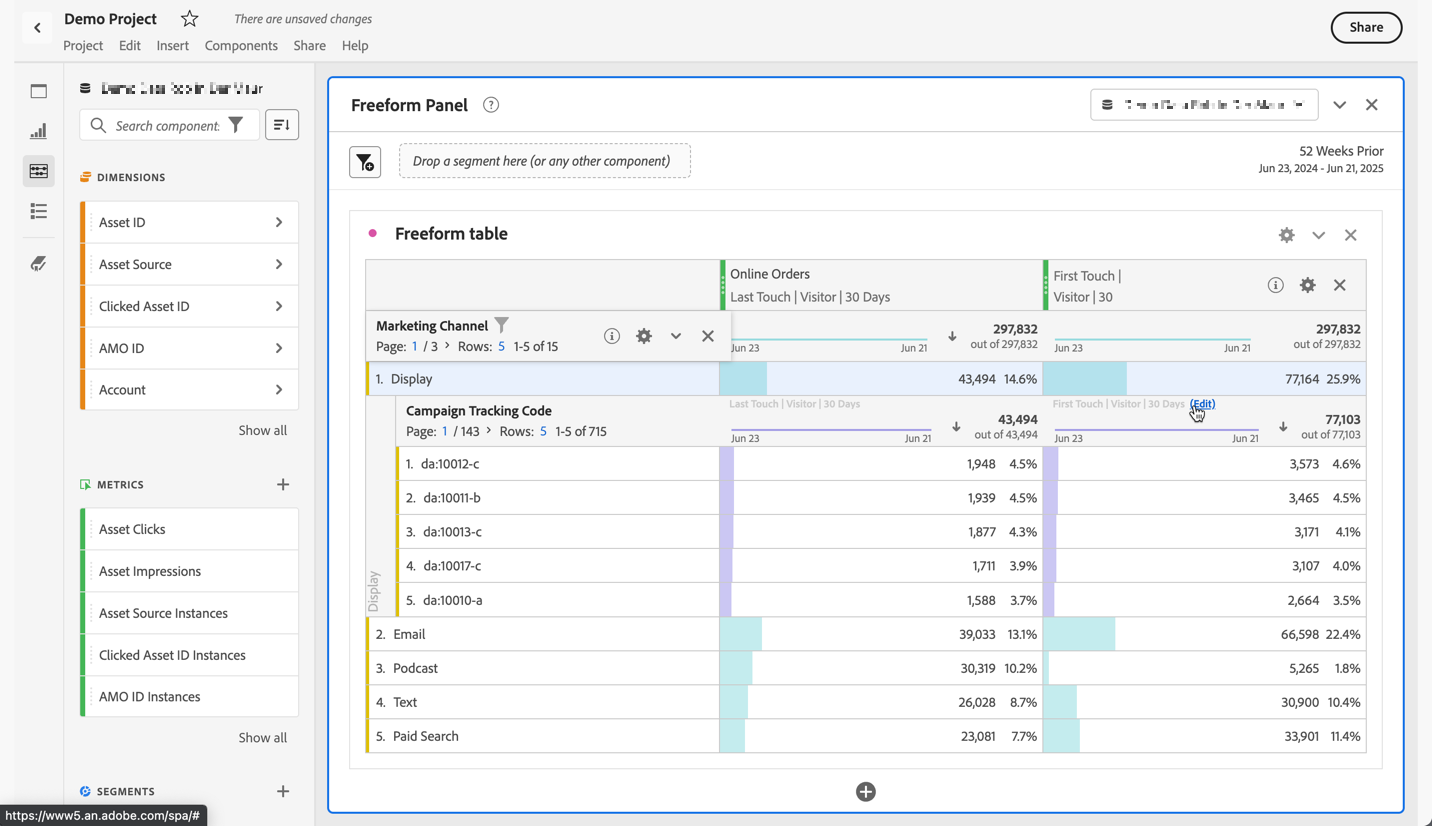 Demo Project
There are unsaved changes
Share
Project Edit Insert Components Share Help
Search component:
DIMENSIONS
Asset ID
Asset Source
Clicked Asset ID
AMO ID
Account
Show all
METRICS
Asset Clicks
Asset Impressions
Asset Source Instances
Clicked Asset ID Instances
AMO ID Instances
Show all
SEGMENTS
https://www5.an.adobe.com/spa/#
Freeform Panel ?
Drop a segment here (or any other component)
52 Weeks Prior
Jun 23, 2024 - Jun 21, 2025
Freeform table
Online Orders
Last Touch | Visitor | 30 Days
First Touch |
Visitor | 30
Marketing Channel
Page: 1 / 3 > Rows: 5 1-5 of 15
Jun 23 Jun 21 297,832 out of 297,832
Jun 23 Jun 21 297,832 out of 297,832
1. Display 43,494 14.6% 77,164 25.9%
Campaign Tracking Code
Page: 1 / 143 > Rows: 5 1-5 of 715
Last Touch | Visitor | 30 Days
Jun 23 Jun 21 43,494 out of 43,494
First Touch | Visitor | 30 Days (Edit)
Jun 23 Jun 21 77,103 out of 77,103
Display
1. da:10012-c 1,948 4.5% 3,573 4.6%
2. da:10011-b 1,939 4.5% 3,465 4.5%
3. da:10013-c 1,877 4.3% 3,171 4.1%
4. da:10017-c 1,711 3.9% 3,107 4.0%
5. da:10010-a 1,588 3.7% 2,664 3.5%
2. Email 39,033 13.1% 66,598 22.4%
3. Podcast 30,319 10.2% 5,265 1.8%
4. Text 26,028 8.7% 30,900 10.4%
5. Paid Search 23,081 7.7% 33,901 11.4%